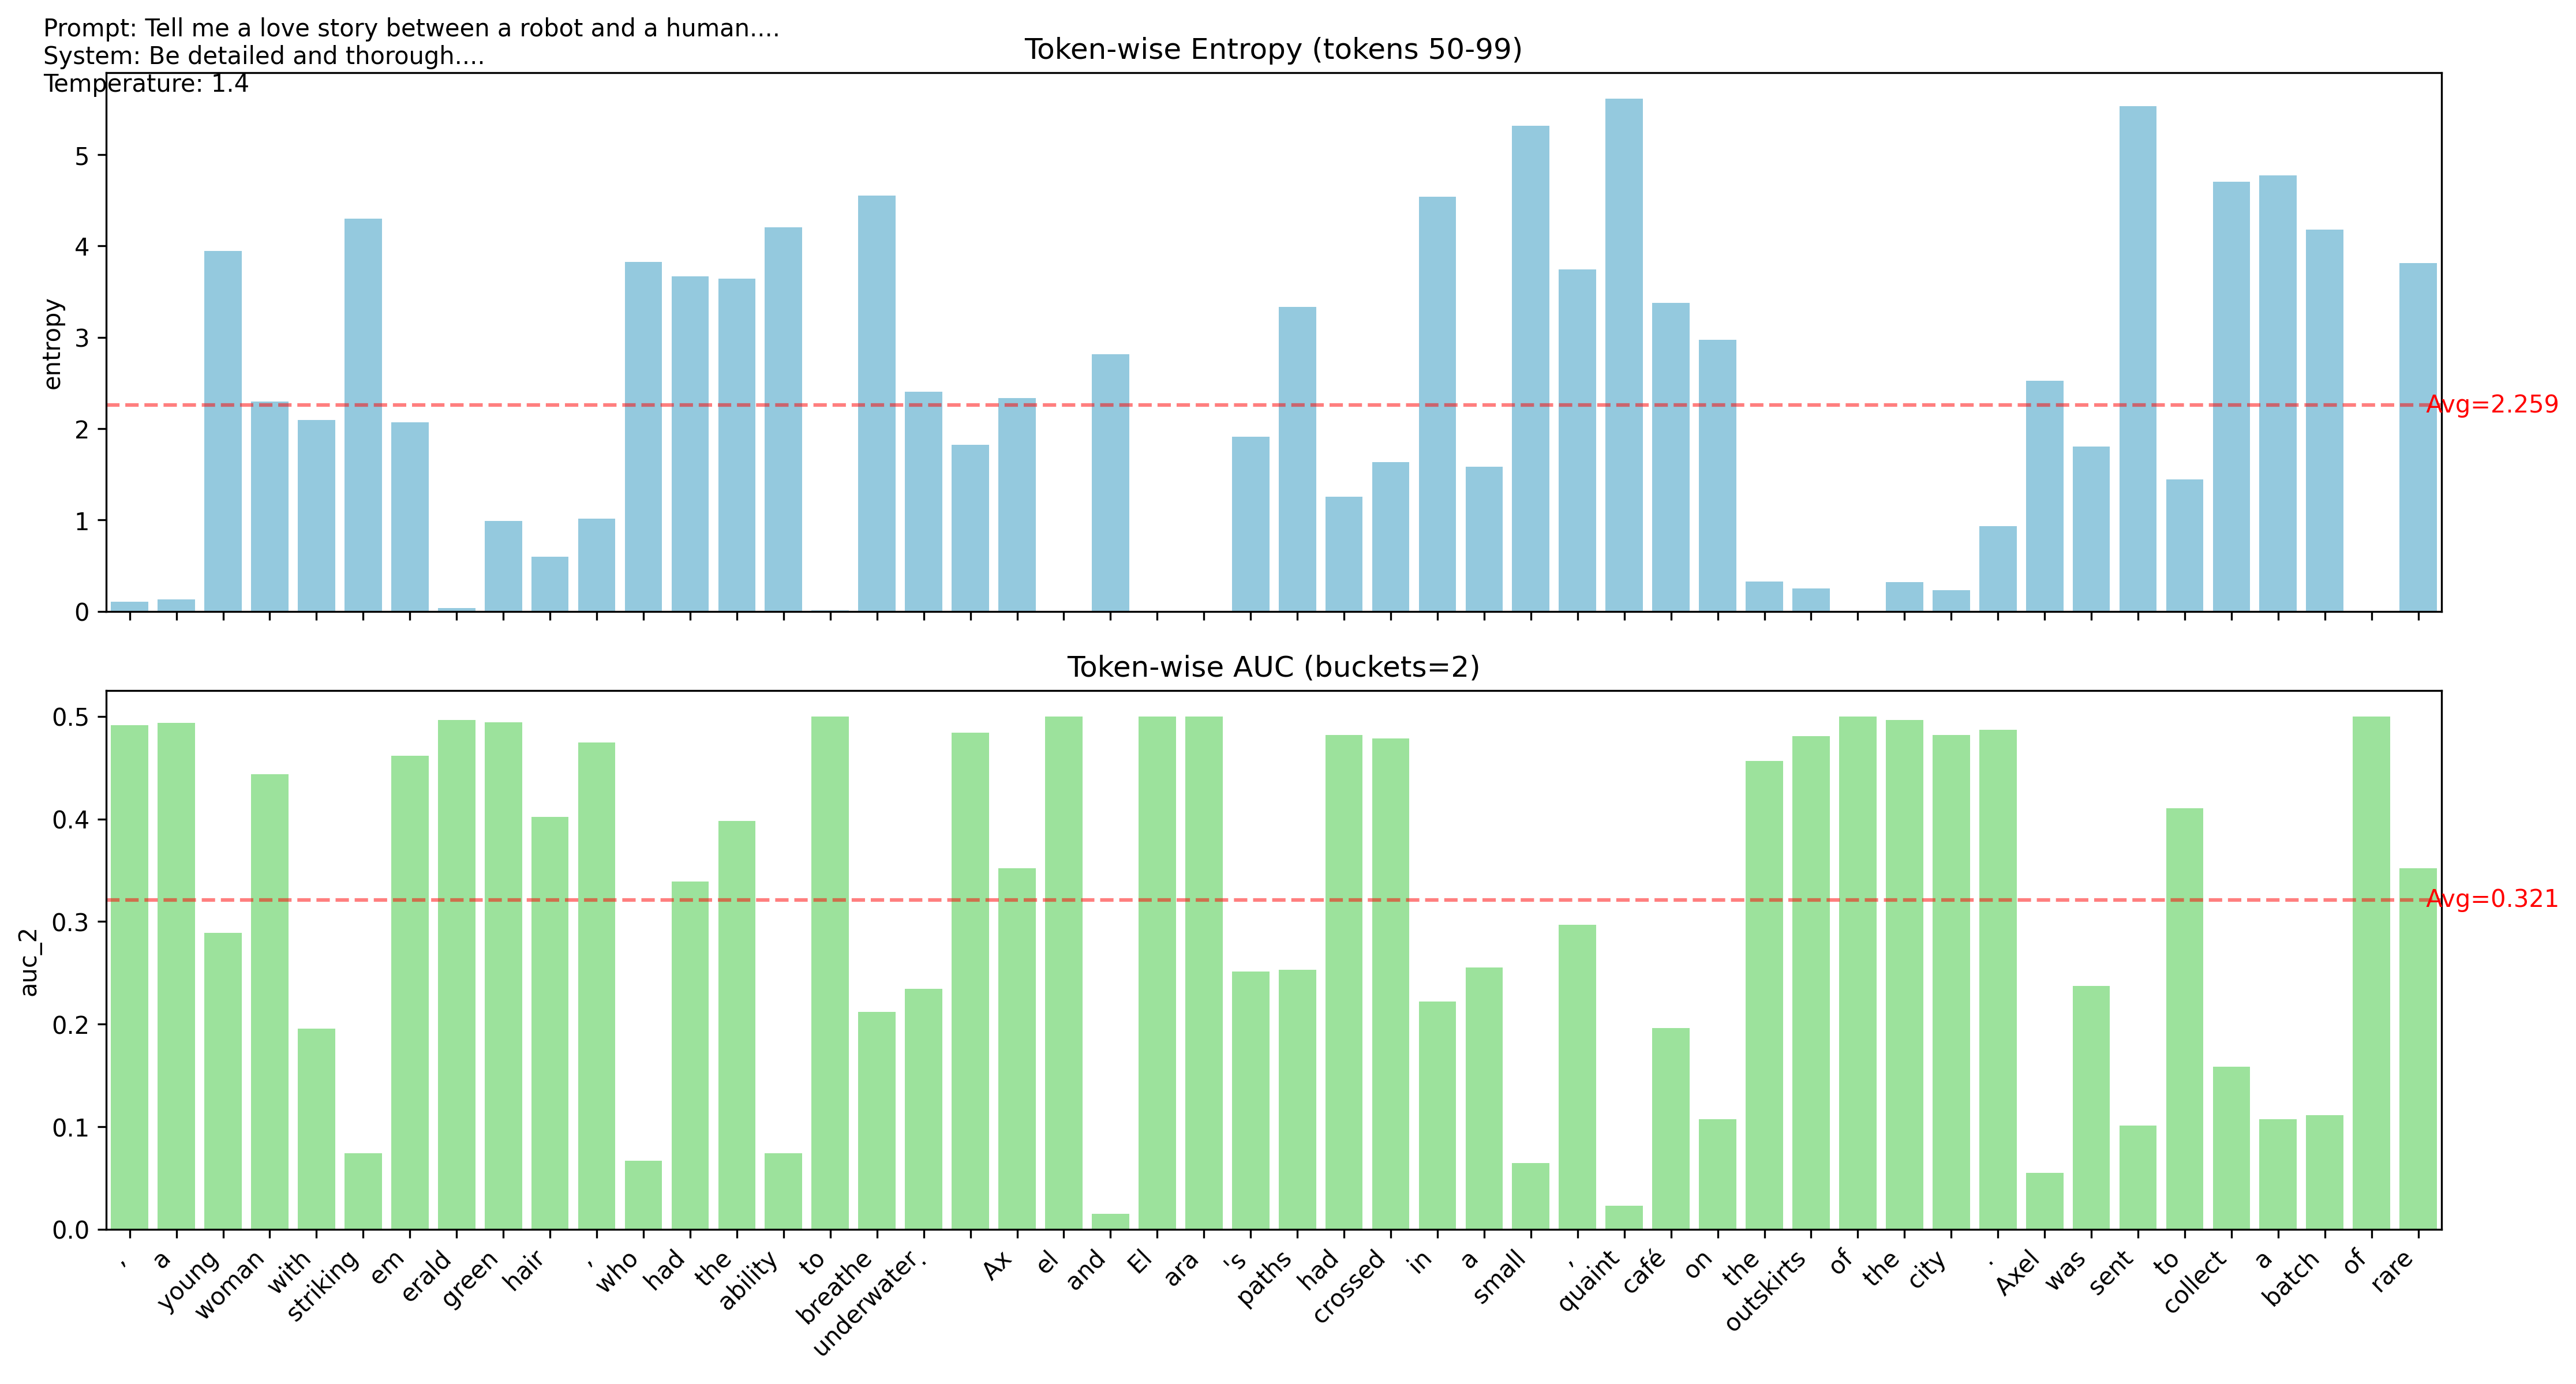 Prompt: Tell me a love story between a robot and a human....
System: Be detailed and thorough....
Temperature: 1.4
Token-wise Entropy (tokens 50-99)
entropy
5
4
3
2
1
0
Avg=2.259
Token-wise AUC (buckets=2)
auc_2
0.5
0.4
0.3
0.2
0.1
0.0
Avg=0.321
,
a
young
woman
with
striking
em
erald
green
hair
,
who
had
the
ability
to
breathe
underwater.
Ax
el
and
El
ara
's
paths
had
crossed
in
a
small
,
quaint
café
on
the
outskirts
of
the
city
.
Axel
was
sent
to
collect
a
batch
of
rare